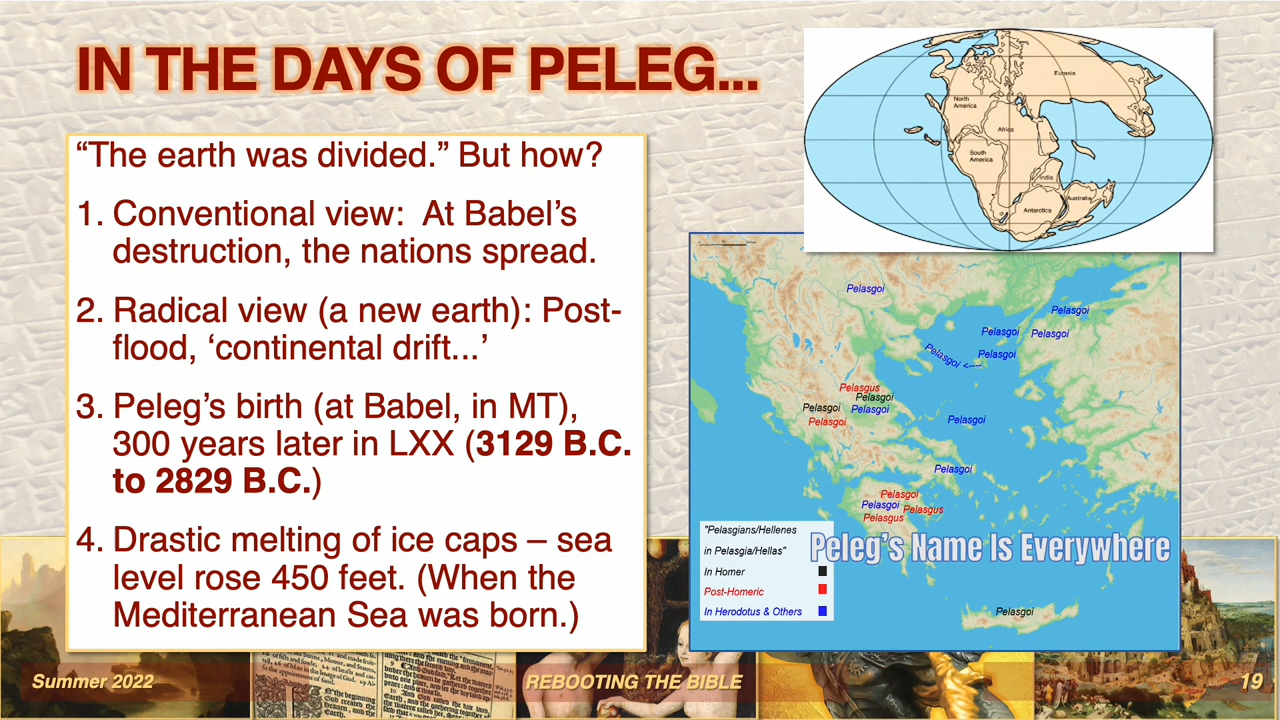 IN THE DAYS OF PELEG...
“The earth was divided.” But how?
1. Conventional view: At Babel’s
destruction, the nations spread.
2. Radical view (a new earth): Post-
flood, ‘continental drift...’
3. Peleg’s birth (at Babel, in MT),
300 years later in LXX (3129 B.C.
to 2829 B.C.)
4. Drastic melting of ice caps – sea
level rose 450 feet. (When the
Mediterranean Sea was born.)
Eurasia
North
America
Africa
South
America
India
Australia
Antarctica
Pelasgoi
Pelasgoi
Pelasgoi
Pelasgoi
Pelasgoi
Pelasgoi <---
Pelasgus
Pelasgoi
Pelasgoi
Pelasgoi
Pelasgoi
Pelasgoi
Pelasgoi
Pelasgoi
Pelasgoi
Pelasgus
Pelasgus
"Pelasgians/Hellenes
in Pelasgia/Hellas"
In Homer
Post-Homeric
In Herodotus & Others
Peleg’s Name Is Everywhere
Pelasgoi
Summer 2022
REBOOTING THE BIBLE
19